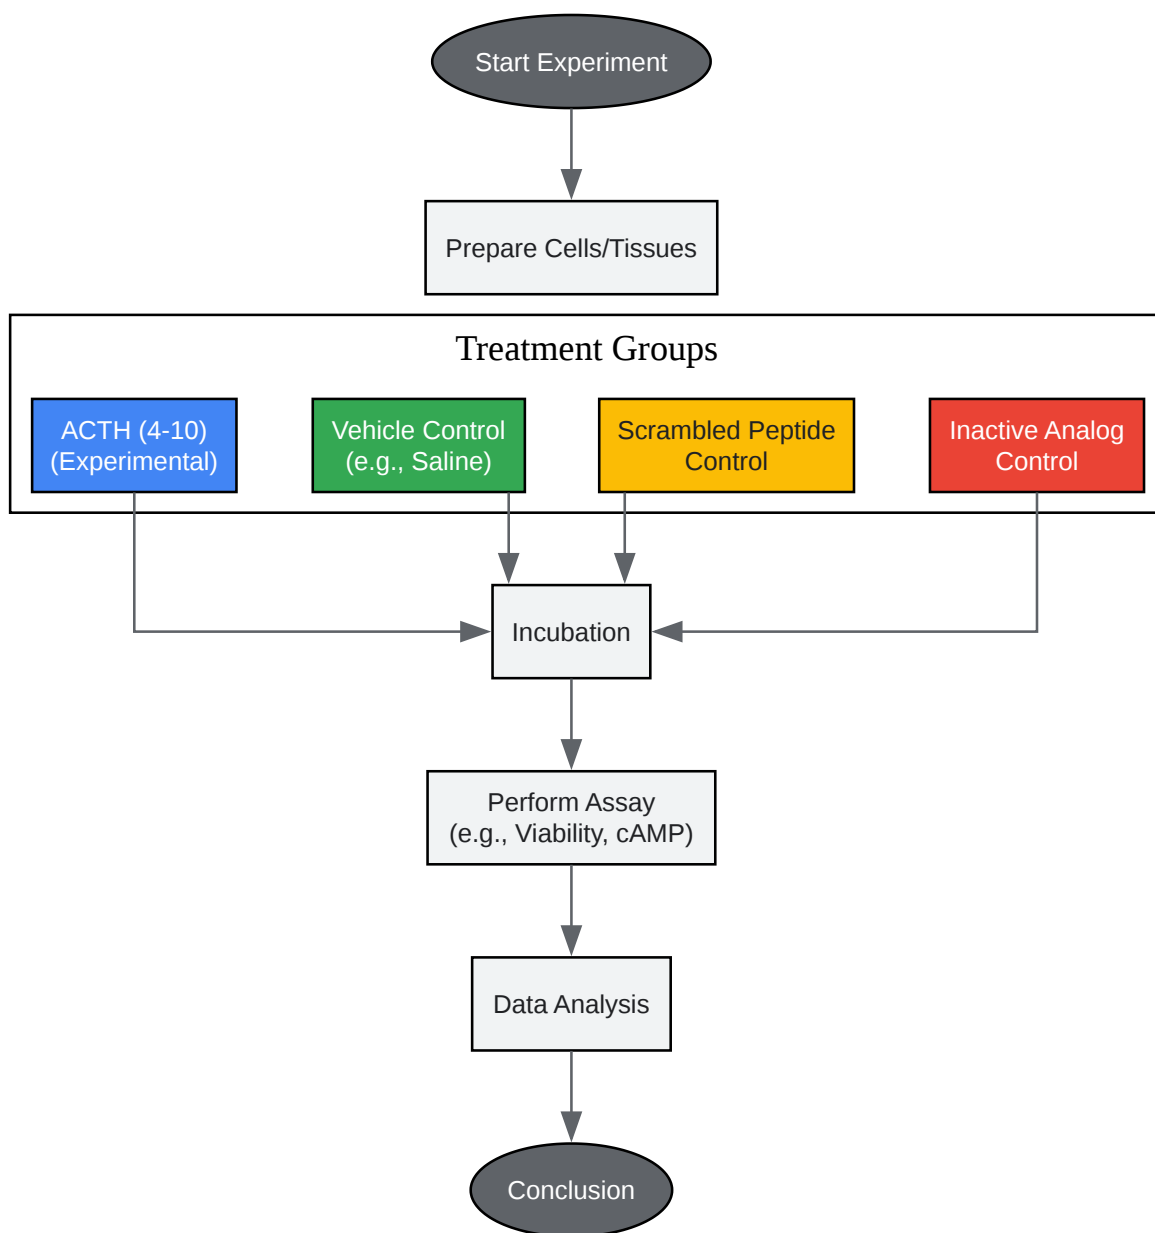 Start Experiment
Prepare Cells/Tissues
Treatment Groups
ACTH (4-10)
(Experimental)
Vehicle Control
(e.g., Saline)
Scrambled Peptide
Control
Inactive Analog
Control
Incubation
Perform Assay
(e.g., Viability, cAMP)
Data Analysis
Conclusion